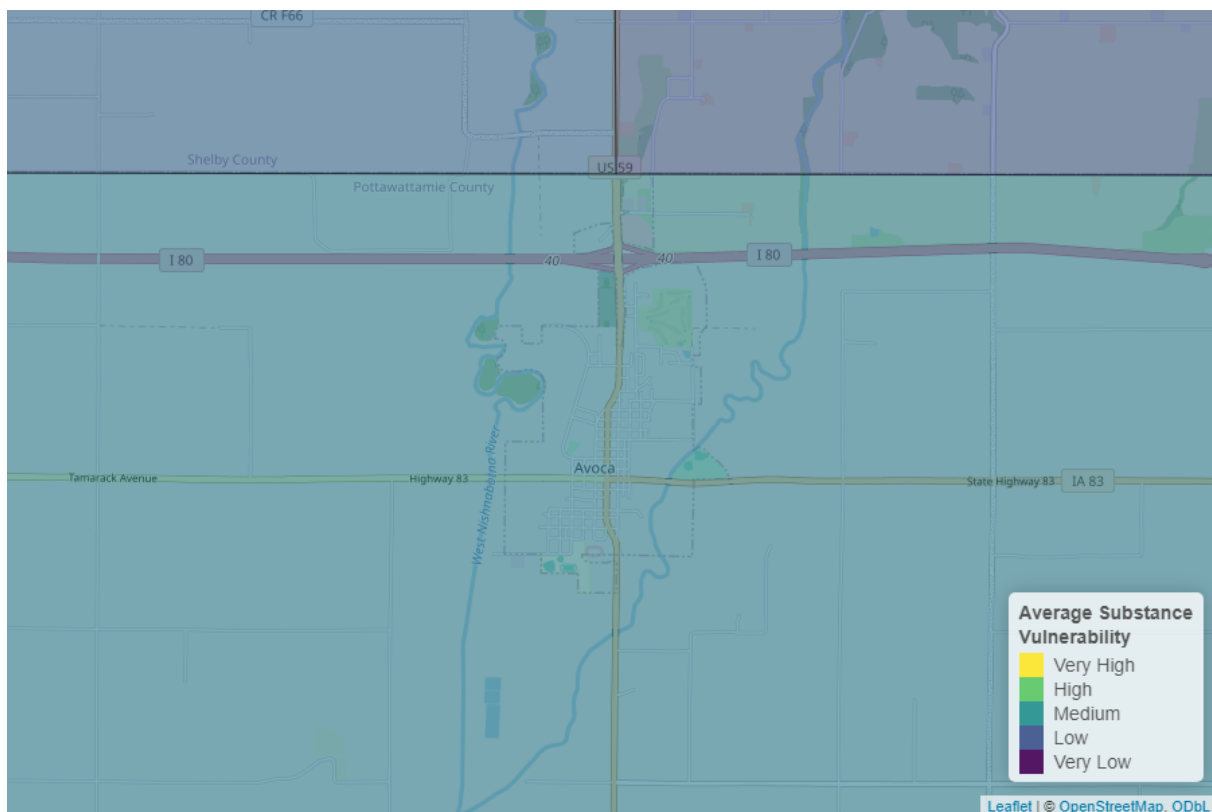 CR F66
Shelby County
US 59
Pottawattamie County
I 80
40
40
I 80
West Nishnabotna River
Avoca
Tamarack Avenue
Highway 83
State Highway 83
IA 83
Average Substance
Vulnerability
Very High
High
Medium
Low
Very Low
Leaflet | © OpenStreetMap, ODbL